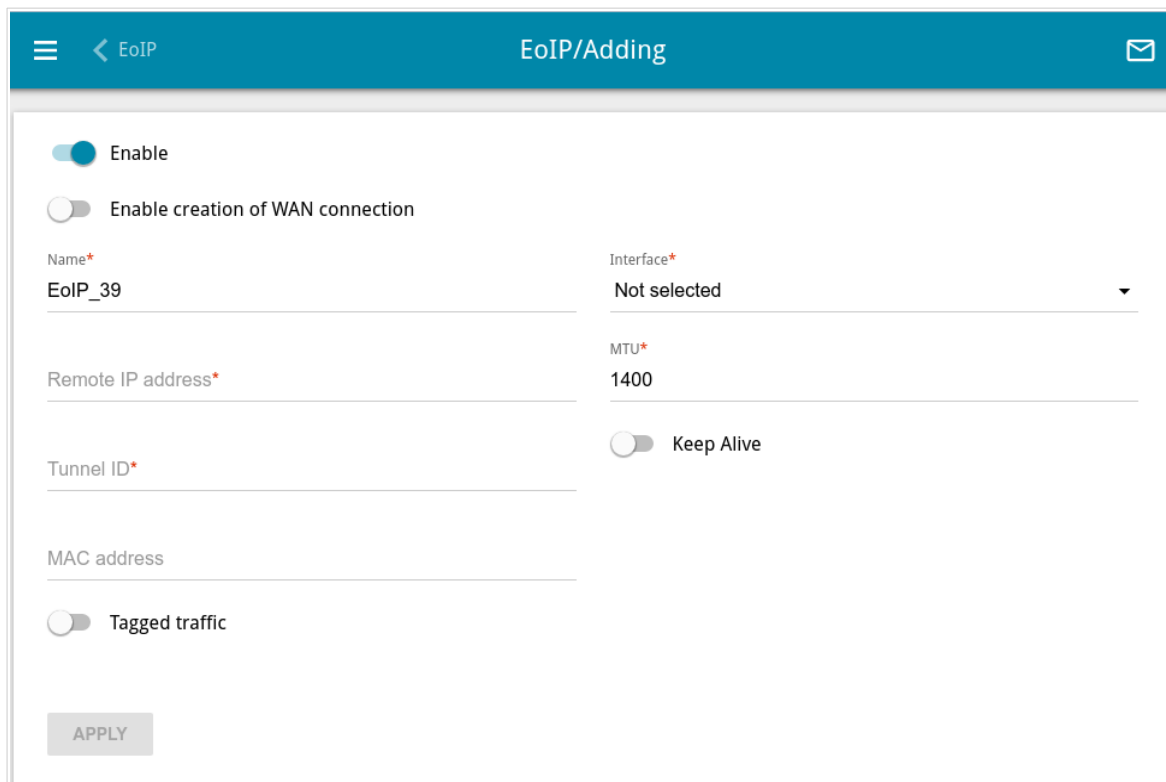 EoIP
EoIP/Adding
Enable
Enable creation of WAN connection
Name*
EoIP_39
Interface*
Not selected
Remote IP address*
MTU*
1400
Tunnel ID*
Keep Alive
MAC address
Tagged traffic
APPLY